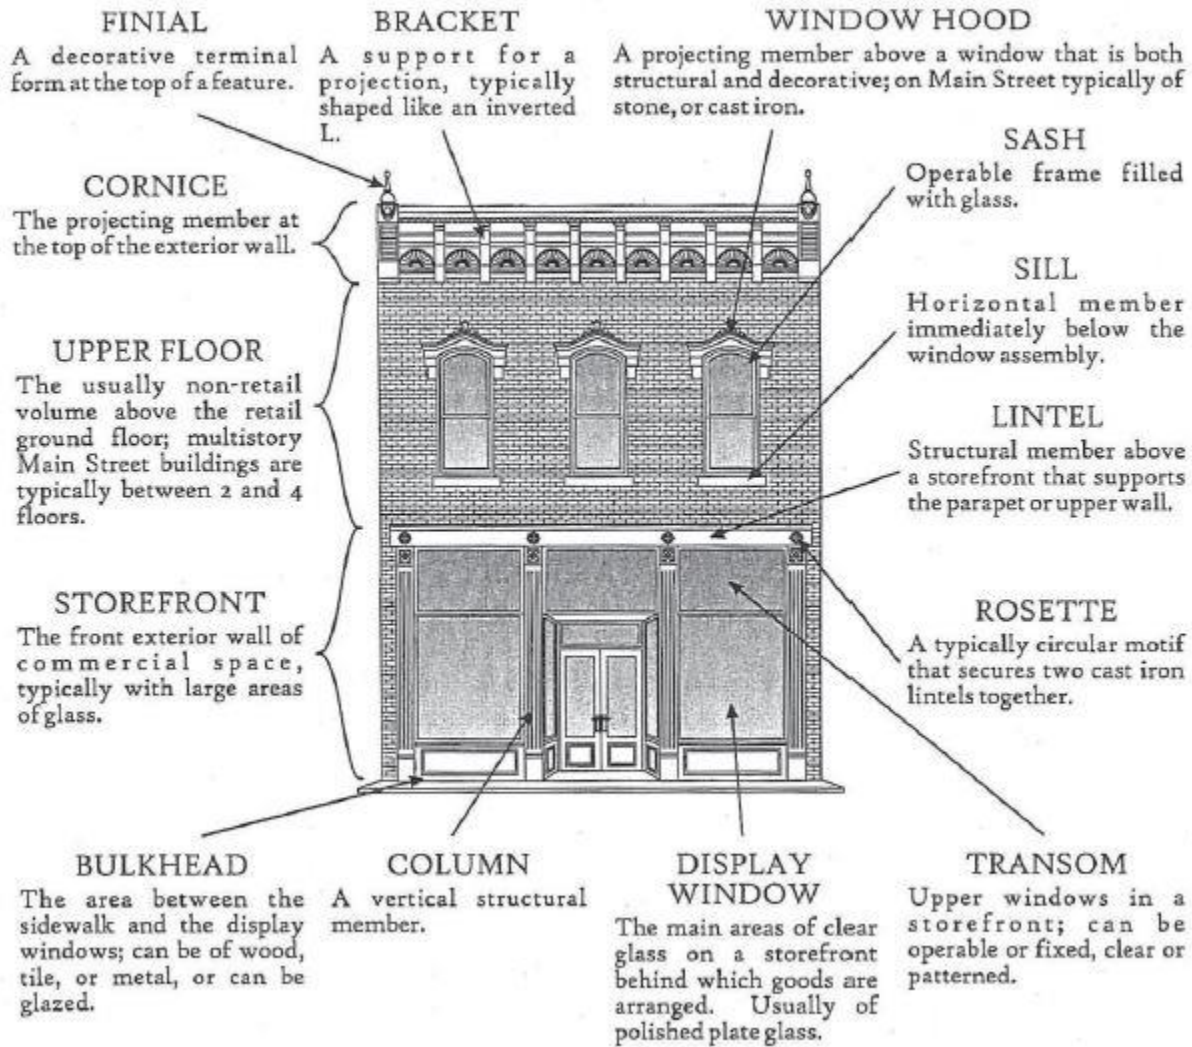 FINIAL
A decorative terminal
form at the top of a feature.
BRACKET
A support for a
projection, typically
shaped like an inverted
L.
WINDOW HOOD
A projecting member above a window that is both
structural and decorative; on Main Street typically of
stone, or cast iron.
SASH
Operable frame filled
with glass.
CORNICE
The projecting member at
the top of the exterior wall.
SILL
Horizontal member
immediately below the
window assembly.
UPPER FLOOR
The usually non-retail
volume above the retail
ground floor; multistory
Main Street buildings are
typically between 2 and 4
floors.
LINTEL
Structural member above
a storefront that supports
the parapet or upper wall.
STOREFRONT
The front exterior wall of
commercial space,
typically with large areas
of glass.
ROSETTE
A typically circular motif
that secures two cast iron
lintels together.
BULKHEAD
The area between the
sidewalk and the display
windows; can be of wood,
tile, or metal, or can be
glazed.
COLUMN
A vertical structural
member.
DISPLAY
WINDOW
The main areas of clear
glass on a storefront
behind which goods are
arranged. Usually of
polished plate glass.
TRANSOM
Upper windows in a
storefront; can be
operable or fixed, clear or
patterned.